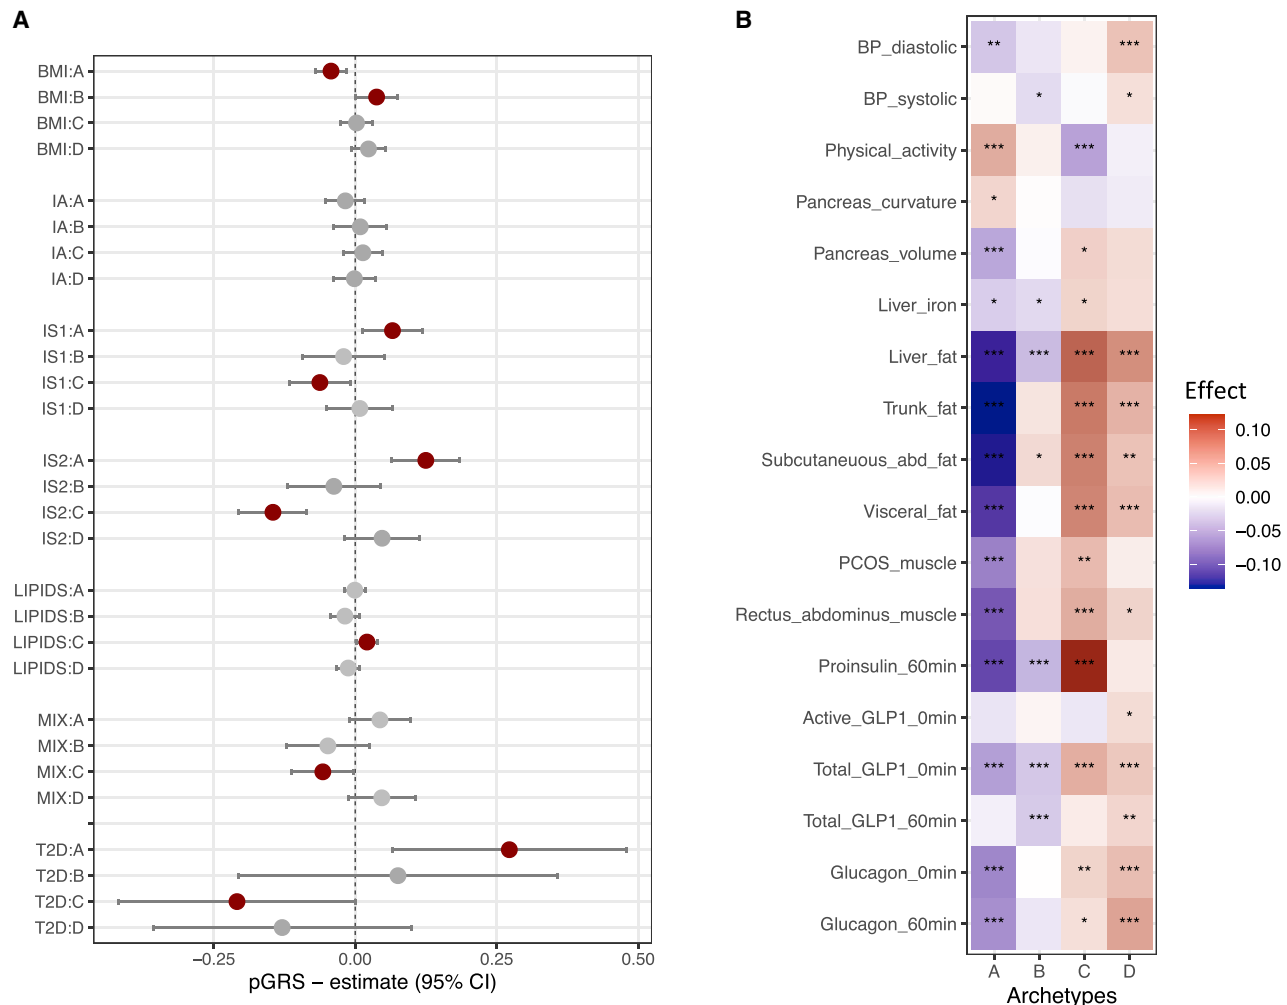 A
BMI:A
BMI:B
BMI:C
BMI:D
IA:A
IA:B
IA:C
IA:D
IS1:A
IS1:B
IS1:C
IS1:D
IS2:A
IS2:B
IS2:C
IS2:D
LIPIDS:A
LIPIDS:B
LIPIDS:C
LIPIDS:D
MIX:A
MIX:B
MIX:C
MIX:D
T2D:A
T2D:B
T2D:C
T2D:D
−0.25 0.00 0.25 0.50
pGRS − estimate (95% CI)
B
BP_diastolic ** ***
BP_systolic * *
Physical_activity *** ***
Pancreas_curvature *
Pancreas_volume *** *
Liver_iron * * *
Liver_fat *** *** *** ***
Trunk_fat *** *** ***
Subcutaneuous_abd_fat *** * *** **
Visceral_fat *** *** ***
PCOS_muscle *** **
Rectus_abdominus_muscle *** *** *
Proinsulin_60min *** *** ***
Active_GLP1_0min *
Total_GLP1_0min *** *** *** ***
Total_GLP1_60min *** **
Glucagon_0min *** ** ***
Glucagon_60min *** * ***
A B C D
Archetypes
Effect
0.10
0.05
0.00
−0.05
−0.10